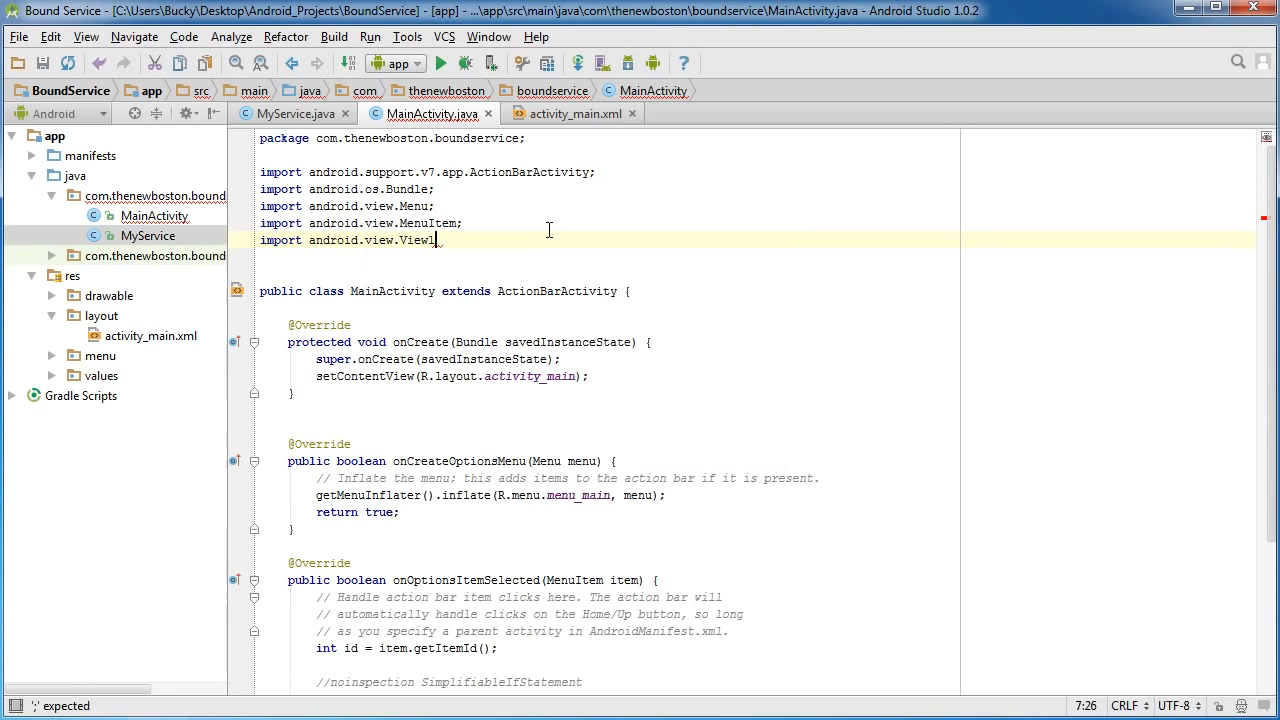 Bound Service - [C:\Users\Bucky\Desktop\Android_Projects\BoundService] - [app] - ...\app\src\main\java\com\thenewboston\boundservice\MainActivity.java - Android Studio 1.0.2
File Edit View Navigate Code Analyze Refactor Build Run Tools VCS Window Help
app
BoundService app src main java com thenewboston boundservice MainActivity
Android MyService.java MainActivity.java activity_main.xml
app
manifests
java
com.thenewboston.bound
MainActivity
MyService
com.thenewboston.bound
res
drawable
layout
activity_main.xml
menu
values
Gradle Scripts
package com.thenewboston.boundservice;
import android.support.v7.app.ActionBarActivity;
import android.os.Bundle;
import android.view.Menu;
import android.view.MenuItem;
import android.view.Viewl
public class MainActivity extends ActionBarActivity {
@Override
protected void onCreate(Bundle savedInstanceState) {
super.onCreate(savedInstanceState);
setContentView(R.layout.activity_main);
}
@Override
public boolean onCreateOptionsMenu(Menu menu) {
// Inflate the menu; this adds items to the action bar if it is present.
getMenuInflater().inflate(R.menu.menu_main, menu);
return true;
}
@Override
public boolean onOptionsItemSelected(MenuItem item) {
// Handle action bar item clicks here. The action bar will
// automatically handle clicks on the Home/Up button, so long
// as you specify a parent activity in AndroidManifest.xml.
int id = item.getItemId();
//noinspection SimplifiableIfStatement
';' expected 7:26 CRLF UTF-8